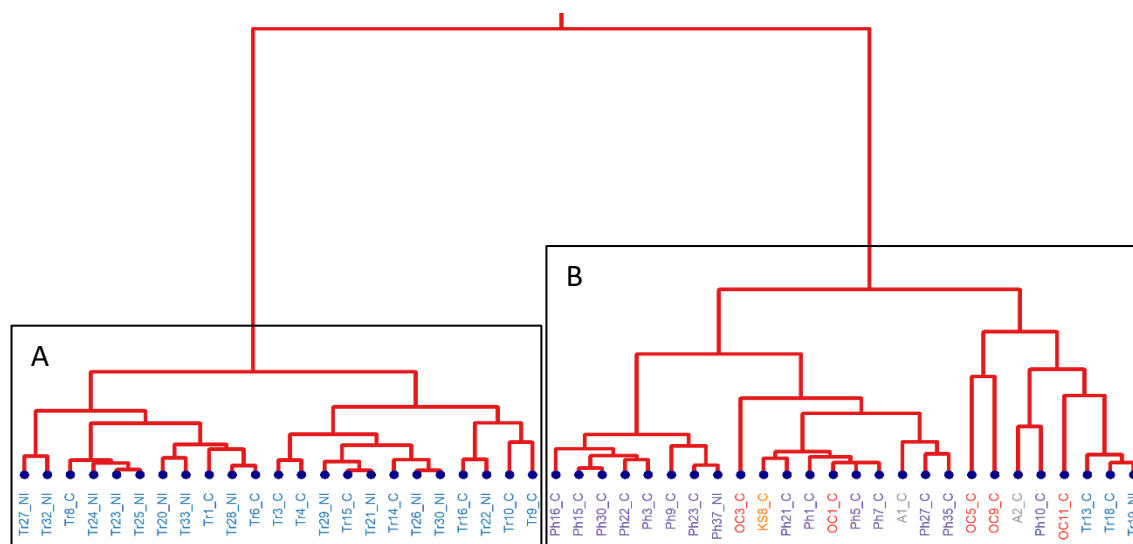 A
B
Tr27_NI
Tr32_NI
Tr8_C
Tr24_NI
Tr23_NI
Tr25_NI
Tr20_NI
Tr33_NI
Tr1_C
Tr28_NI
Tr6_C
Tr3_C
Tr4_C
Tr29_NI
Tr15_C
Tr21_NI
Tr14_C
Tr26_NI
Tr30_NI
Tr16_C
Tr22_NI
Tr10_C
Tr9_C
Ph16_C
Ph15_C
Ph30_C
Ph22_C
Ph3_C
Ph9_C
Ph23_C
Ph37_NI
OC3_C
KS8_C
Ph21_C
Ph1_C
OC1_C
Ph5_C
Ph7_C
A1_C
Ph27_C
Ph35_C
OC5_C
OC9_C
A2_C
Ph10_C
OC11_C
Tr13_C
Tr18_C
Tr19_NI